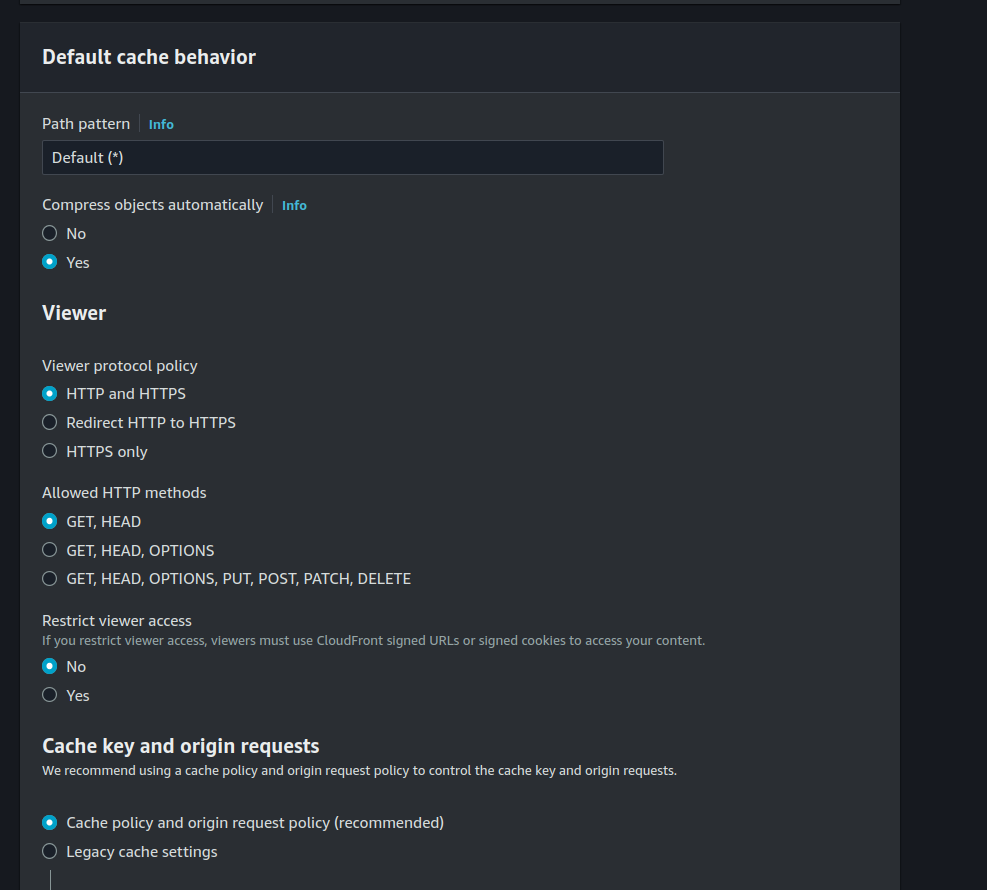 Default cache behavior
Path pattern Info
Default (*)
Compress objects automatically Info
No
Yes
Viewer
Viewer protocol policy
HTTP and HTTPS
Redirect HTTP to HTTPS
HTTPS only
Allowed HTTP methods
GET, HEAD
GET, HEAD, OPTIONS
GET, HEAD, OPTIONS, PUT, POST, PATCH, DELETE
Restrict viewer access
If you restrict viewer access, viewers must use CloudFront signed URLs or signed cookies to access your content.
No
Yes
Cache key and origin requests
We recommend using a cache policy and origin request policy to control the cache key and origin requests.
Cache policy and origin request policy (recommended)
Legacy cache settings